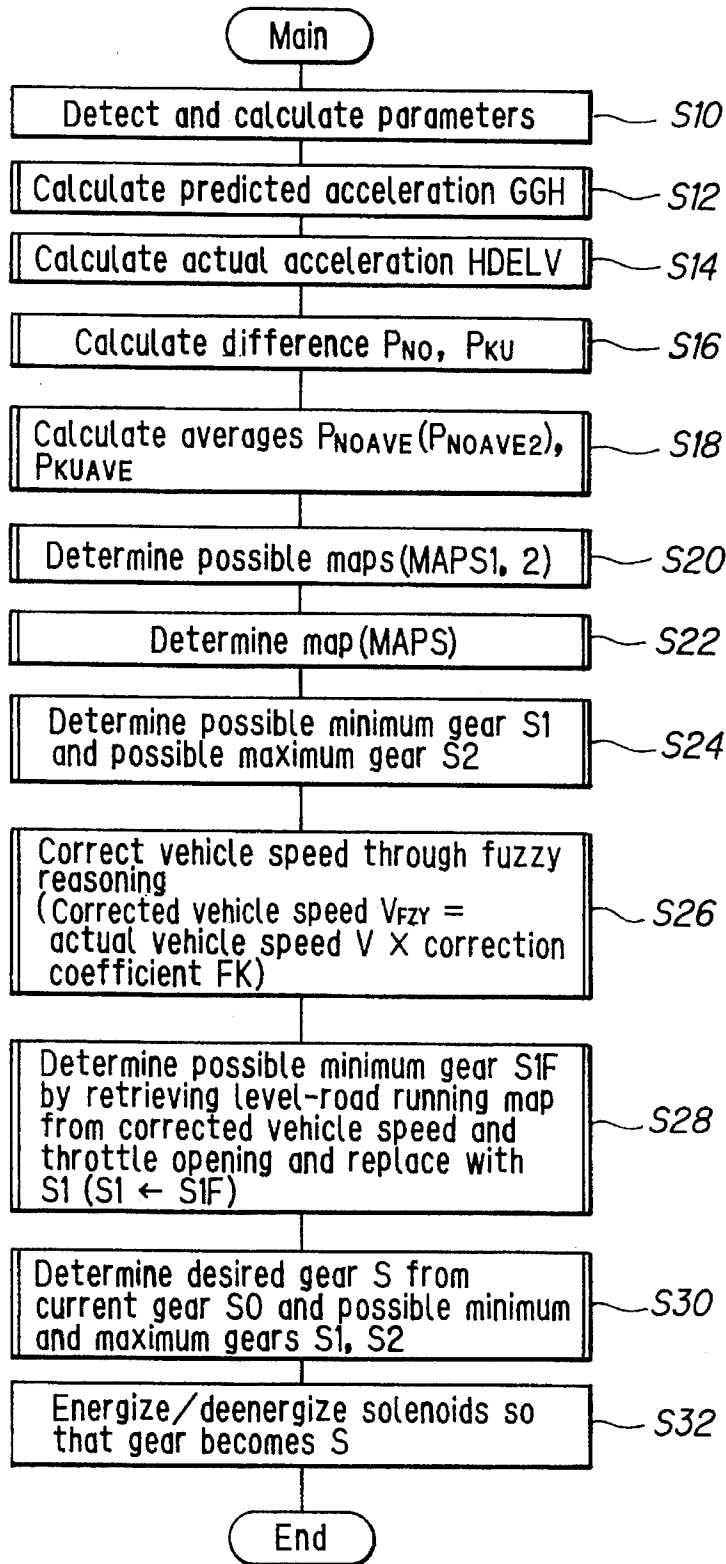 Main
Detect and calculate parameters
S10
Calculate predicted acceleration GGH
S12
Calculate actual acceleration HDELV
S14
Calculate difference PNO, PKU
S16
Calculate averages PNOAVE (PNOAVE2),
PKUAVE
S18
Determine possible maps (MAPS1, 2)
S20
Determine map (MAPS)
S22
Determine possible minimum gear S1
and possible maximum gear S2
S24
Correct vehicle speed through fuzzy
reasoning
(Corrected vehicle speed VFZY =
actual vehicle speed V × correction
coefficient FK)
S26
Determine possible minimum gear S1F
by retrieving level-road running map
from corrected vehicle speed and
throttle opening and replace with
S1 (S1 ← S1F)
S28
Determine desired gear S from
current gear SO and possible minimum
and maximum gears S1, S2
S30
Energize/deenergize solenoids so
that gear becomes S
S32
End